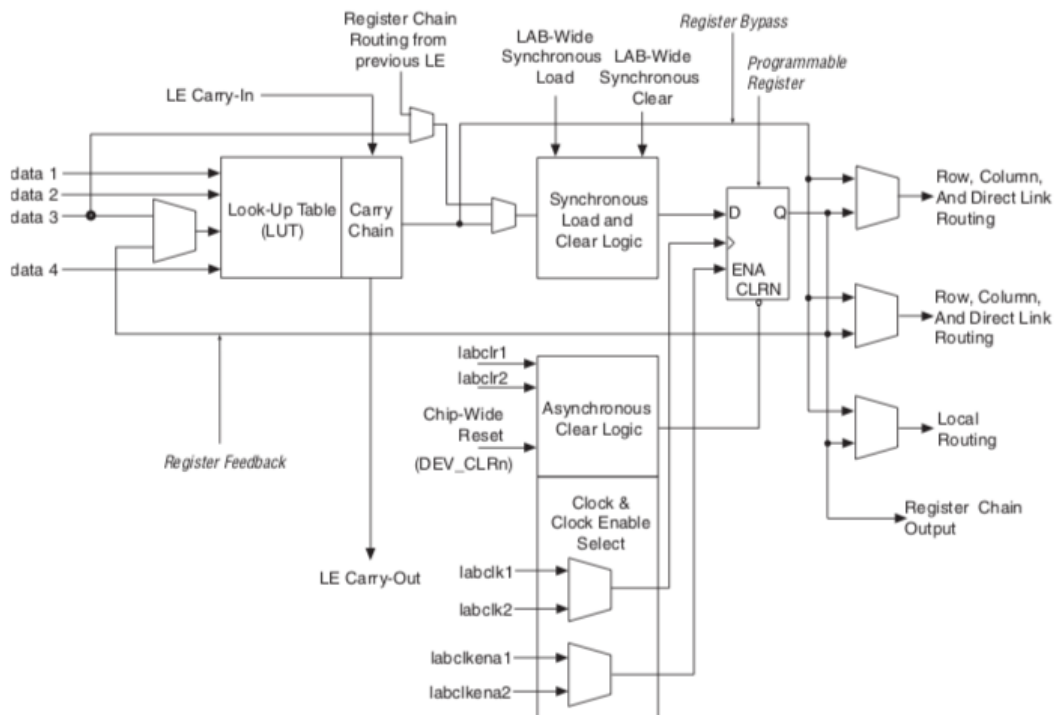 Register Chain
Routing from
previous LE
LAB-Wide
Synchronous
Load
LAB-Wide
Synchronous
Clear
Register Bypass
Programmable
Register
LE Carry-In
data 1
data 2
data 3
data 4
Look-Up Table
(LUT)
Carry
Chain
Synchronous
Load and
Clear Logic
D
Q
ENA
CLRN
Row, Column,
And Direct Link
Routing
Row, Column,
And Direct Link
Routing
Local
Routing
Register Chain
Output
Register Feedback
labclr1
labclr2
Chip-Wide
Reset
(DEV_CLRn)
Asynchronous
Clear Logic
Clock &
Clock Enable
Select
LE Carry-Out
labclk1
labclk2
labclkena1
labclkena2